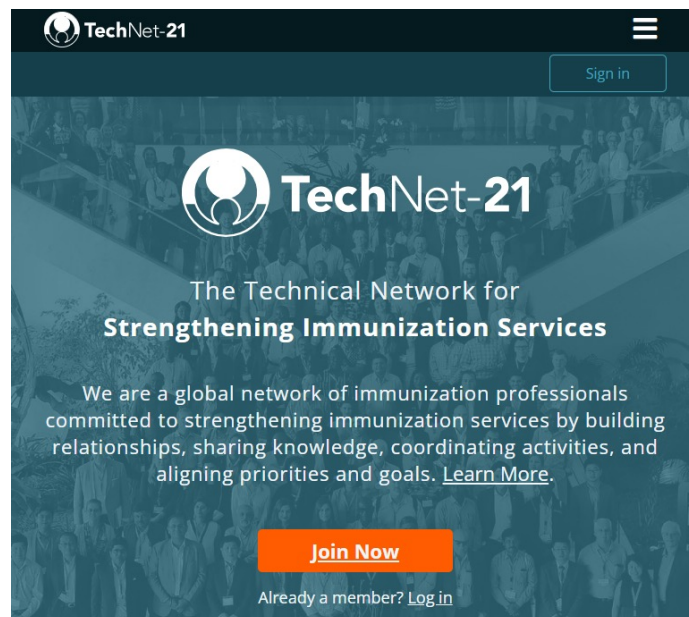 TechNet-21
Sign in
TechNet-21
The Technical Network for
Strengthening Immunization Services
We are a global network of immunization professionals
committed to strengthening immunization services by building
relationships, sharing knowledge, coordinating activities, and
aligning priorities and goals. Learn More.
Join Now
Already a member? Log in